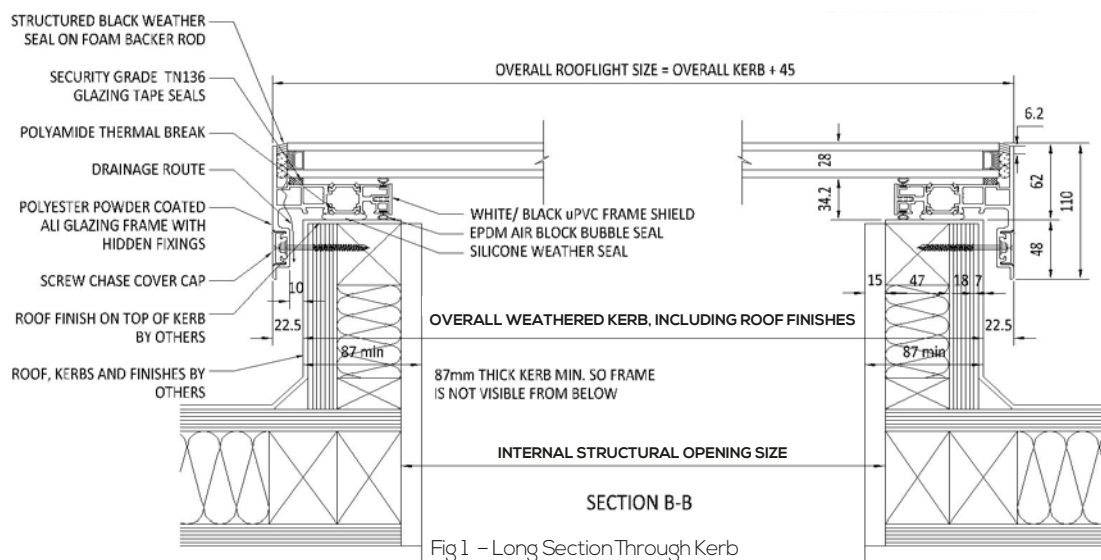 STRUCTURED BLACK WEATHER
SEAL ON FOAM BACKER ROD
SECURITY GRADE TN136
GLAZING TAPE SEALS
POLYAMIDE THERMAL BREAK
DRAINAGE ROUTE
POLYESTER POWDER COATED
ALI GLAZING FRAME WITH
HIDDEN FIXINGS
SCREW CHASE COVER CAP
ROOF FINISH ON TOP OF KERB
BY OTHERS
ROOF, KERBS AND FINISHES BY
OTHERS
OVERALL ROOFLIGHT SIZE = OVERALL KERB + 45
6.2
28
62
110
34.2
48
WHITE/ BLACK uPVC FRAME SHIELD
EPDM AIR BLOCK BUBBLE SEAL
SILICONE WEATHER SEAL
10
15
47
18
7
22.5
OVERALL WEATHERED KERB, INCLUDING ROOF FINISHES
22.5
87 min
87 min
87mm THICK KERB MIN. SO FRAME
IS NOT VISIBLE FROM BELOW
INTERNAL STRUCTURAL OPENING SIZE
SECTION B-B
Fig 1 – Long Section Through Kerb